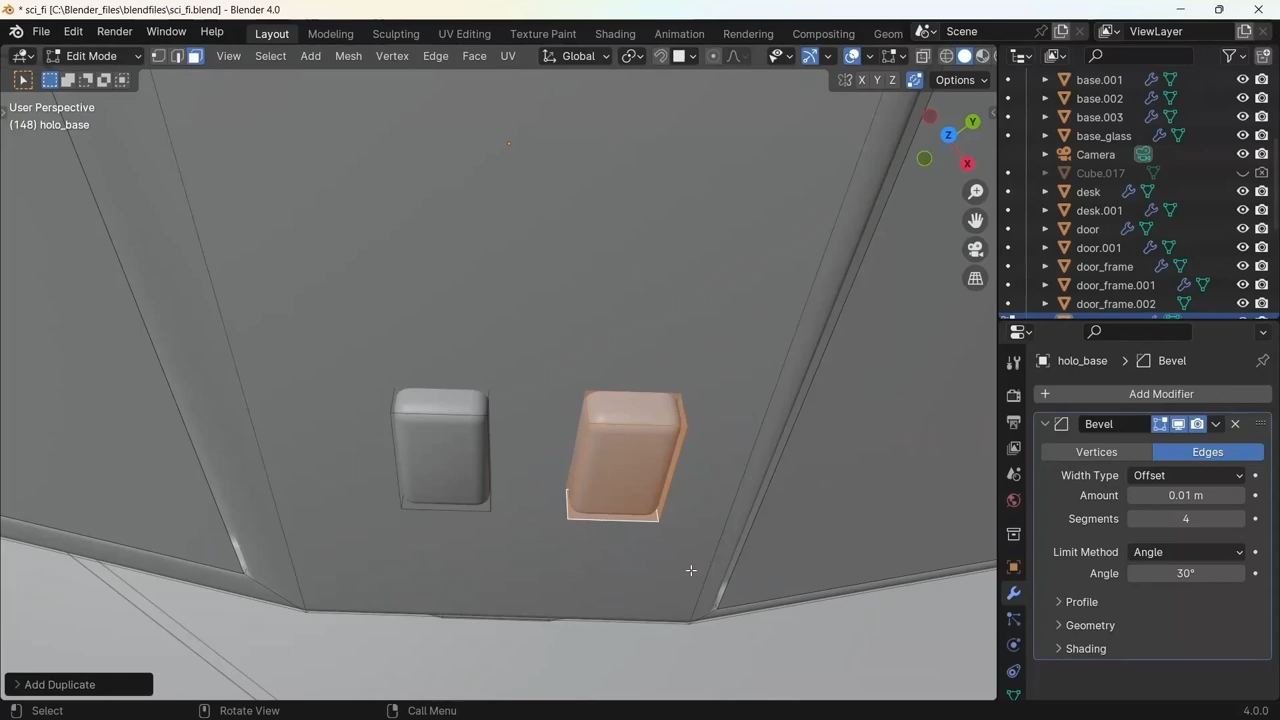 * sci_fi [C:\Blender_files\blendfiles\sci_fi.blend] - Blender 4.0
File Edit Render Window Help Layout Modeling Sculpting UV Editing Texture Paint Shading Animation Rendering Compositing Geom Scene ViewLayer
Edit Mode View Select Add Mesh Vertex Edge Face UV Global
X Y Z Options
User Perspective
(148) holo_base
Y
Z
X
base.001
base.002
base.003
base_glass
Camera
Cube.017
desk
desk.001
door
door.001
door_frame
door_frame.001
door_frame.002
holo_base > Bevel
+ Add Modifier
Bevel
Vertices Edges
Width Type Offset
Amount 0.01 m
Segments 4
Limit Method Angle
Angle 30°
Profile
Geometry
Shading
Add Duplicate
Select Rotate View Call Menu 4.0.0